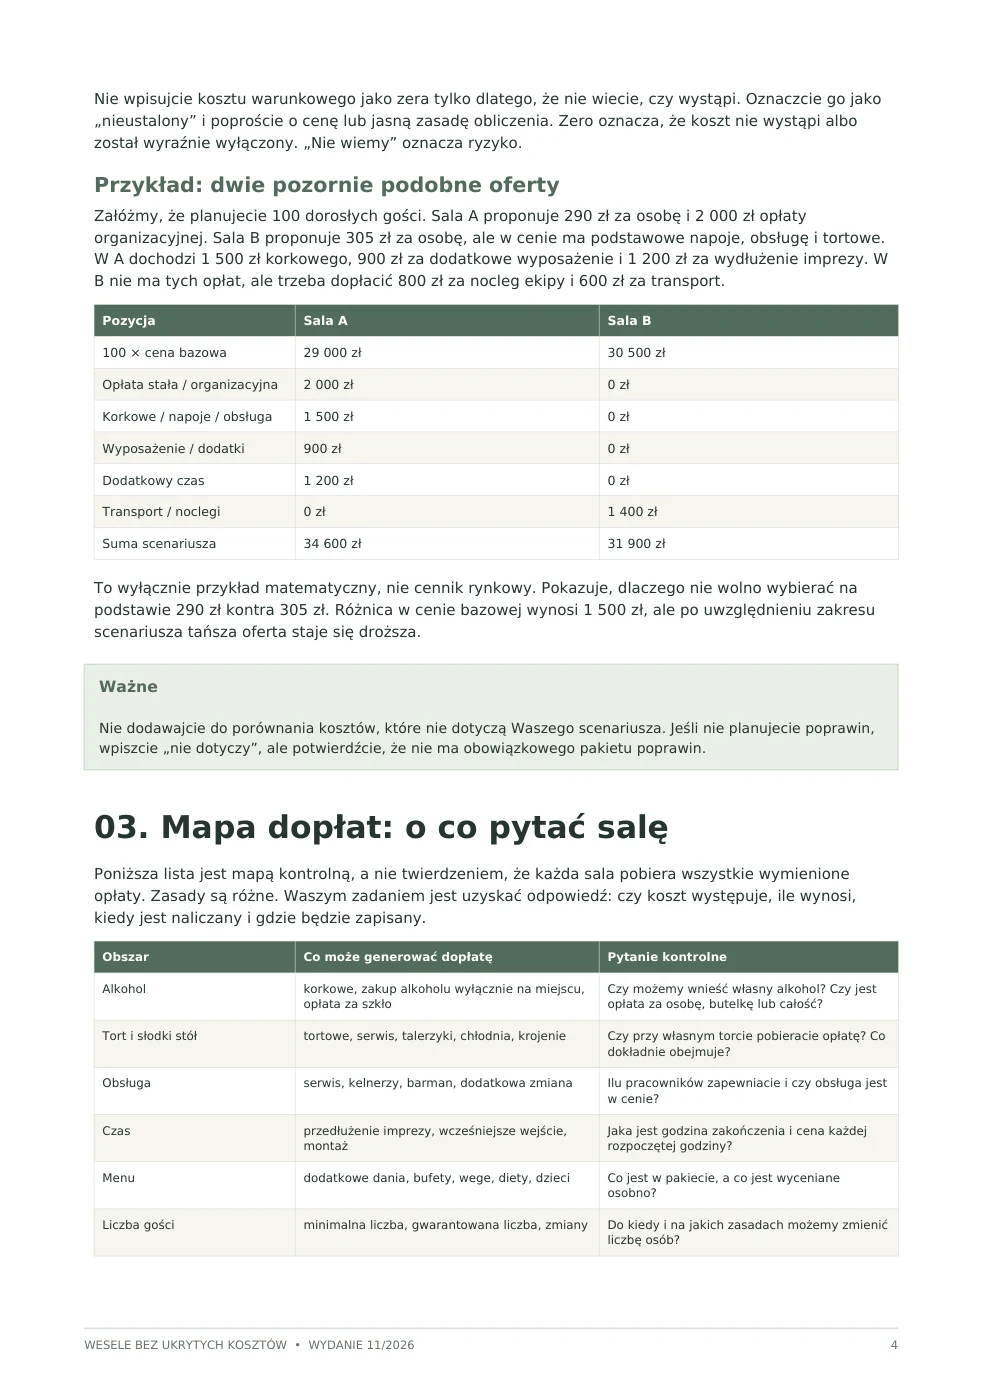 Nie wpisujcie kosztu warunkowego jako zera tylko dlatego, że nie wiecie, czy wystąpi. Oznaczcie go jako
„nieustalony” i poproście o cenę lub jasną zasadę obliczenia. Zero oznacza, że koszt nie wystąpi albo
został wyraźnie wyłączony. „Nie wiemy” oznacza ryzyko.
Przykład: dwie pozornie podobne oferty
Załóżmy, że planujecie 100 dorosłych gości. Sala A proponuje 290 zł za osobę i 2 000 zł opłaty
organizacyjnej. Sala B proponuje 305 zł za osobę, ale w cenie ma podstawowe napoje, obsługę i tortowe.
W A dochodzi 1 500 zł korkowego, 900 zł za dodatkowe wyposażenie i 1 200 zł za wydłużenie imprezy. W
B nie ma tych opłat, ale trzeba dopłacić 800 zł za nocleg ekipy i 600 zł za transport.
Pozycja Sala A Sala B
100 × cena bazowa 29 000 zł 30 500 zł
Opłata stała / organizacyjna 2 000 zł 0 zł
Korkowe / napoje / obsługa 1 500 zł 0 zł
Wyposażenie / dodatki 900 zł 0 zł
Dodatkowy czas 1 200 zł 0 zł
Transport / noclegi 0 zł 1 400 zł
Suma scenariusza 34 600 zł 31 900 zł
To wyłącznie przykład matematyczny, nie cennik rynkowy. Pokazuje, dlaczego nie wolno wybierać na
podstawie 290 zł kontra 305 zł. Różnica w cenie bazowej wynosi 1 500 zł, ale po uwzględnieniu zakresu
scenariusza tańsza oferta staje się droższa.
Ważne
Nie dodawajcie do porównania kosztów, które nie dotyczą Waszego scenariusza. Jeśli nie planujecie poprawin,
wpiszcie „nie dotyczy”, ale potwierdźcie, że nie ma obowiązkowego pakietu poprawin.
03. Mapa dopłat: o co pytać salę
Poniższa lista jest mapą kontrolną, a nie twierdzeniem, że każda sala pobiera wszystkie wymienione
opłaty. Zasady są różne. Waszym zadaniem jest uzyskać odpowiedź: czy koszt występuje, ile wynosi,
kiedy jest naliczany i gdzie będzie zapisany.
Obszar Co może generować dopłatę Pytanie kontrolne
Alkohol korkowe, zakup alkoholu wyłącznie na miejscu, Czy możemy wnieść własny alkohol? Czy jest
opłata za szkło opłata za osobę, butelkę lub całość?
Tort i słodki stół tortowe, serwis, talerzyki, chłodnia, krojenie Czy przy własnym torcie pobieracie opłatę? Co
dokładnie obejmuje?
Obsługa serwis, kelnerzy, barman, dodatkowa zmiana Ilu pracowników zapewniacie i czy obsługa jest
w cenie?
Czas przedłużenie imprezy, wcześniejsze wejście, Jaka jest godzina zakończenia i cena każdej
montaż rozpoczętej godziny?
Menu dodatkowe dania, bufety, wege, diety, dzieci Co jest w pakiecie, a co jest wyceniane
osobno?
Liczba gości minimalna liczba, gwarantowana liczba, zmiany Do kiedy i na jakich zasadach możemy zmienić
liczbę osób?
WESELE BEZ UKRYTYCH KOSZTÓW • WYDANIE 11/2026 4